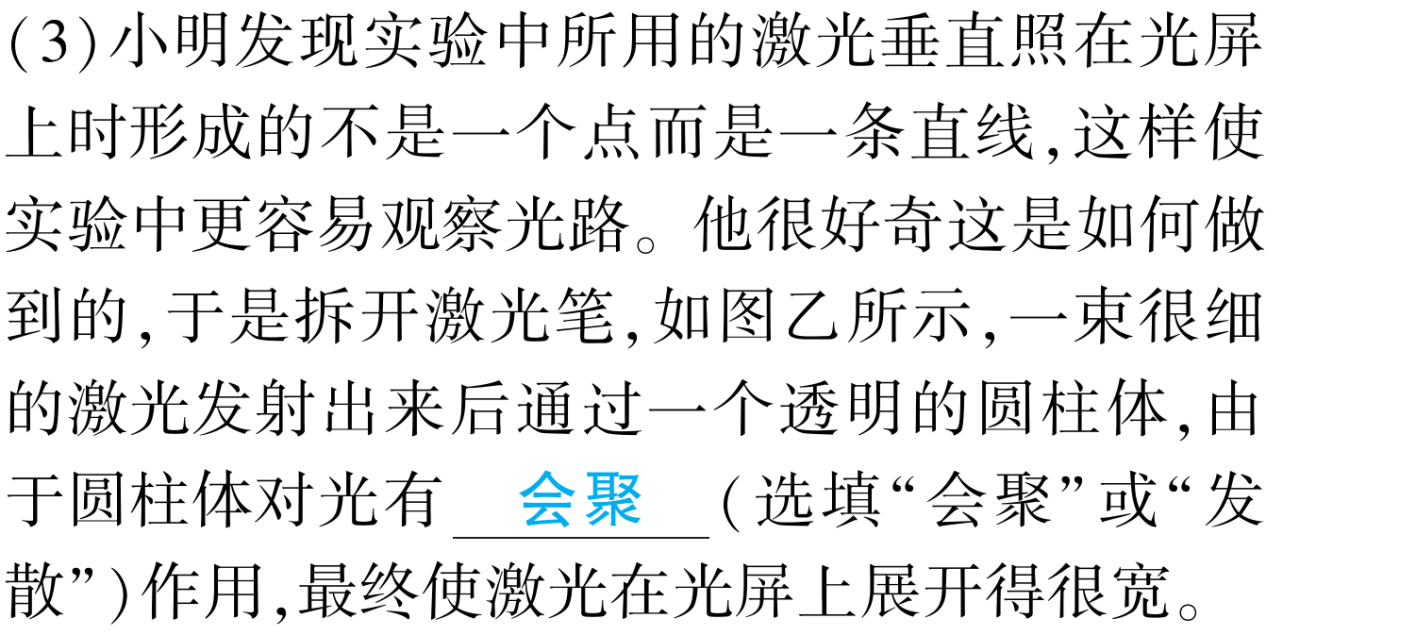 (3)小明发现实验中所用的激光垂直照在光屏
上时形成的不是一个点而是一条直线,这样使
实验中更容易观察光路。他很好奇这是如何做
到的,于是拆开激光笔,如图乙所示,一束很细
的激光发射出来后通过一个透明的圆柱体,由
于圆柱体对光有 会聚 (选填“会聚”或“发
散”)作用,最终使激光在光屏上展开得很宽。